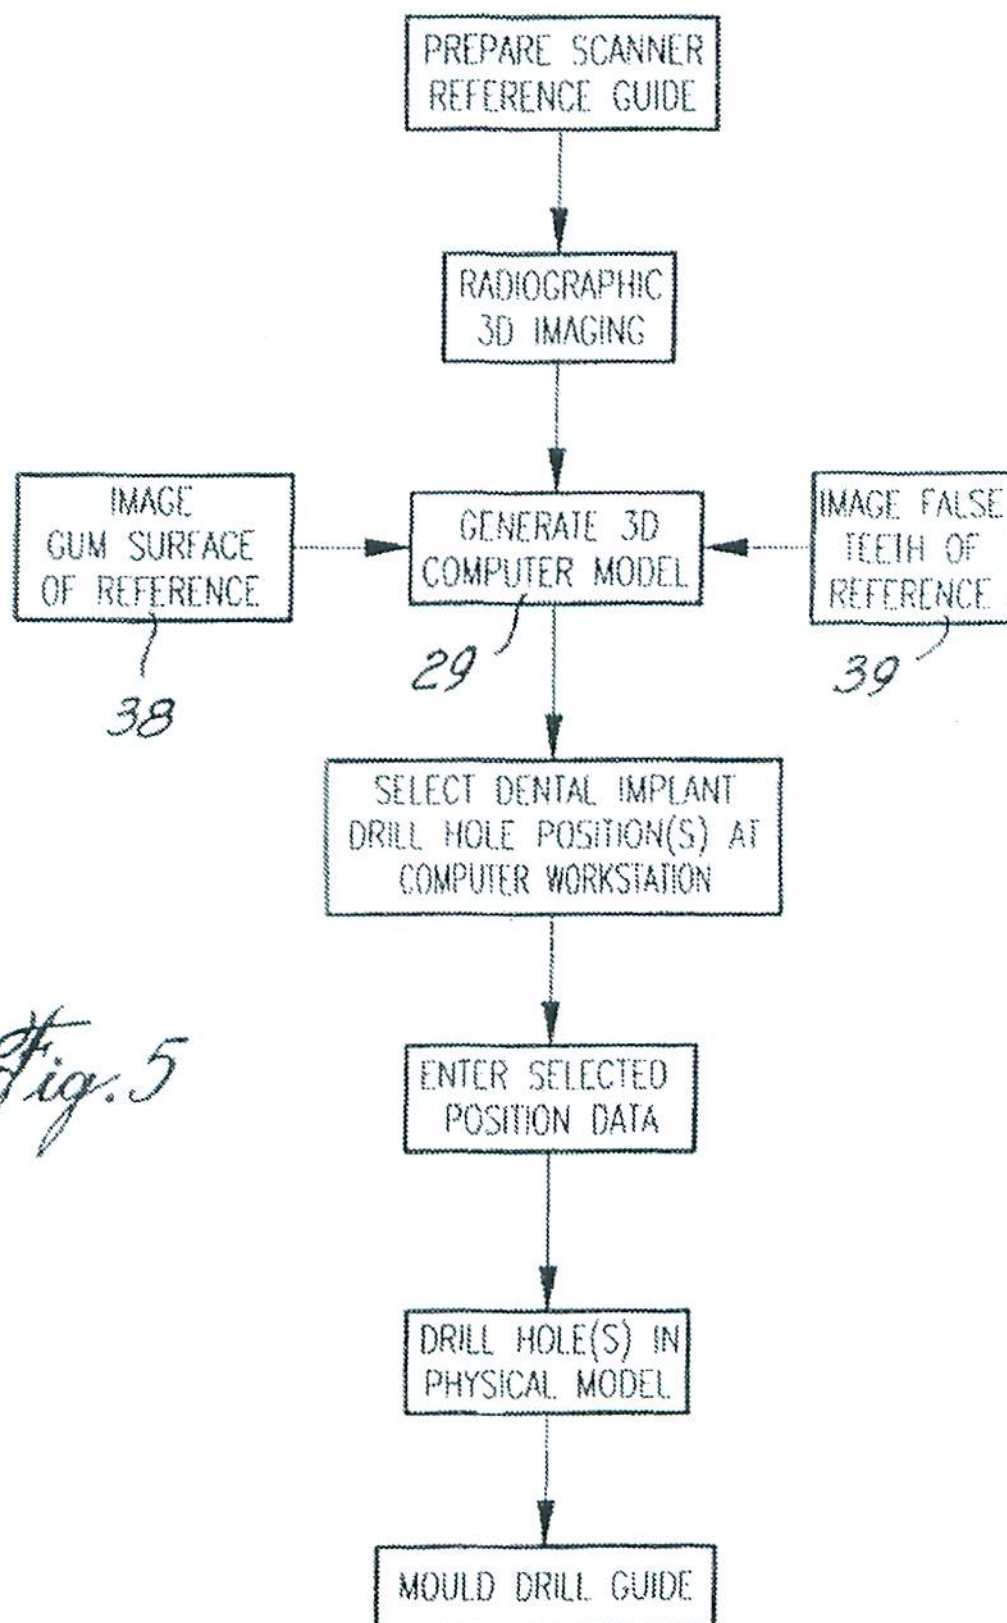 PREPARE SCANNER
REFERENCE GUIDE
RADIOGRAPHIC
3D IMAGING
IMAGE
GUM SURFACE
OF REFERENCE
GENERATE 3D
COMPUTER MODEL
IMAGE FALSE
TEETH OF
REFERENCE
38
29
39
SELECT DENTAL IMPLANT
DRILL HOLE POSITION(S) AT
COMPUTER WORKSTATION
Fig. 5
ENTER SELECTED
POSITION DATA
DRILL HOLE(S) IN
PHYSICAL MODEL
MOULD DRILL GUIDE